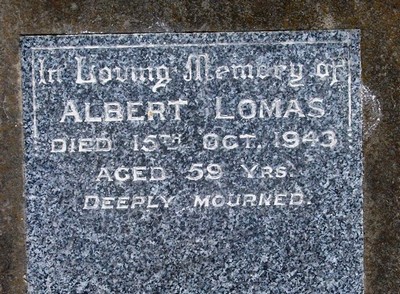 In Loving Memory of
ALBERT LOMAS
DIED 15TH OCT. 1943
AGED 59 YRS.
DEEPLY MOURNED.